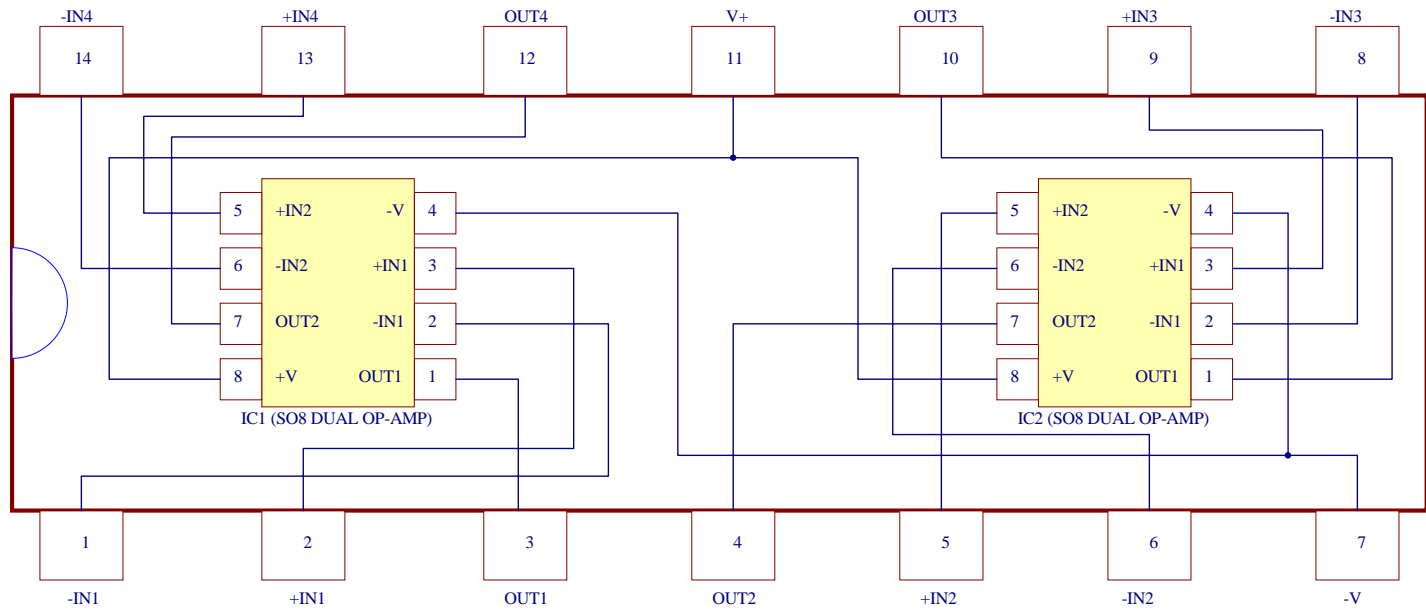 -IN4 +IN4 OUT4 V+ OUT3 +IN3 -IN3
14 13 12 11 10 9 8
5 +IN2 -V 4
6 -IN2 +IN1 3
7 OUT2 -IN1 2
8 +V OUT1 1
IC1 (SO8 DUAL OP-AMP)
5 +IN2 -V 4
6 -IN2 +IN1 3
7 OUT2 -IN1 2
8 +V OUT1 1
IC2 (SO8 DUAL OP-AMP)
1 2 3 4 5 6 7
-IN1 +IN1 OUT1 OUT2 +IN2 -IN2 -V